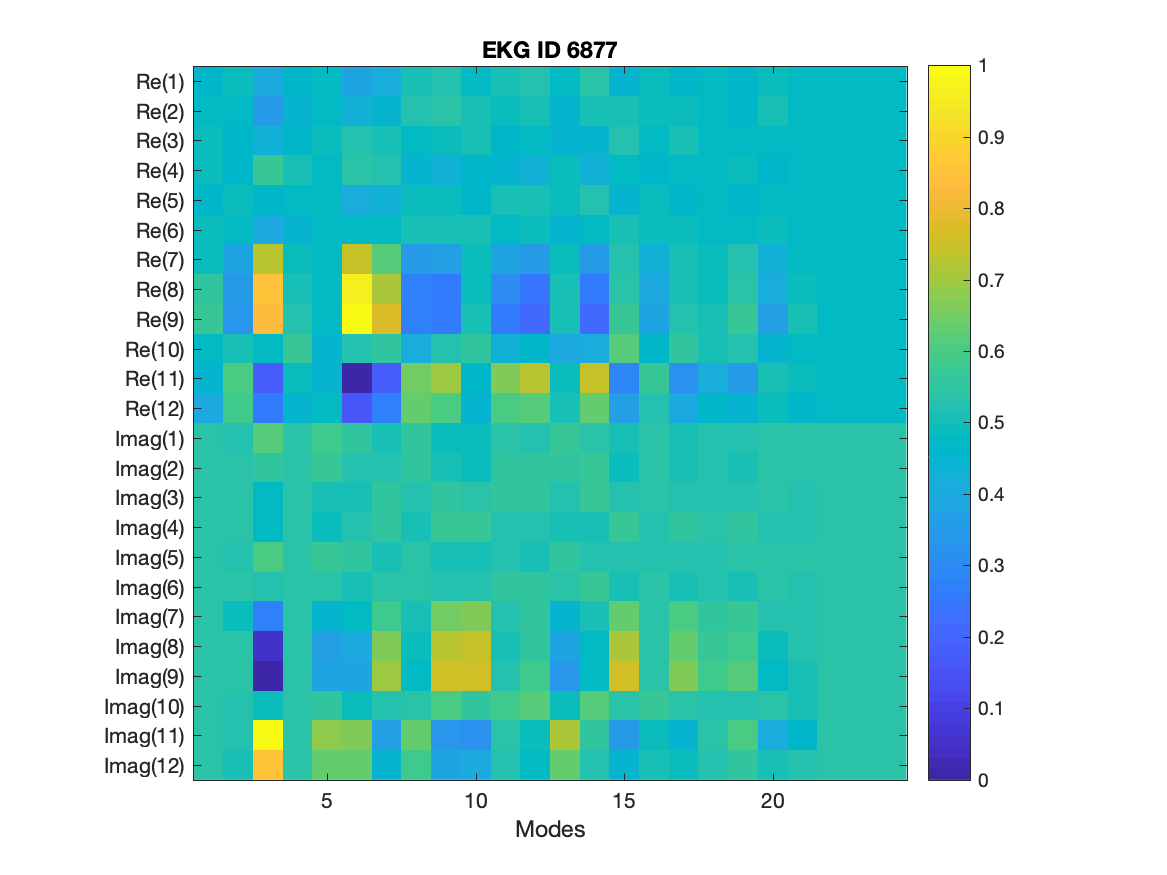 EKG ID 6877
Re(1)
Re(2)
Re(3)
Re(4)
Re(5)
Re(6)
Re(7)
Re(8)
Re(9)
Re(10)
Re(11)
Re(12)
Imag(1)
Imag(2)
Imag(3)
Imag(4)
Imag(5)
Imag(6)
Imag(7)
Imag(8)
Imag(9)
Imag(10)
Imag(11)
Imag(12)
5 10 15 20
Modes
1
0.9
0.8
0.7
0.6
0.5
0.4
0.3
0.2
0.1
0